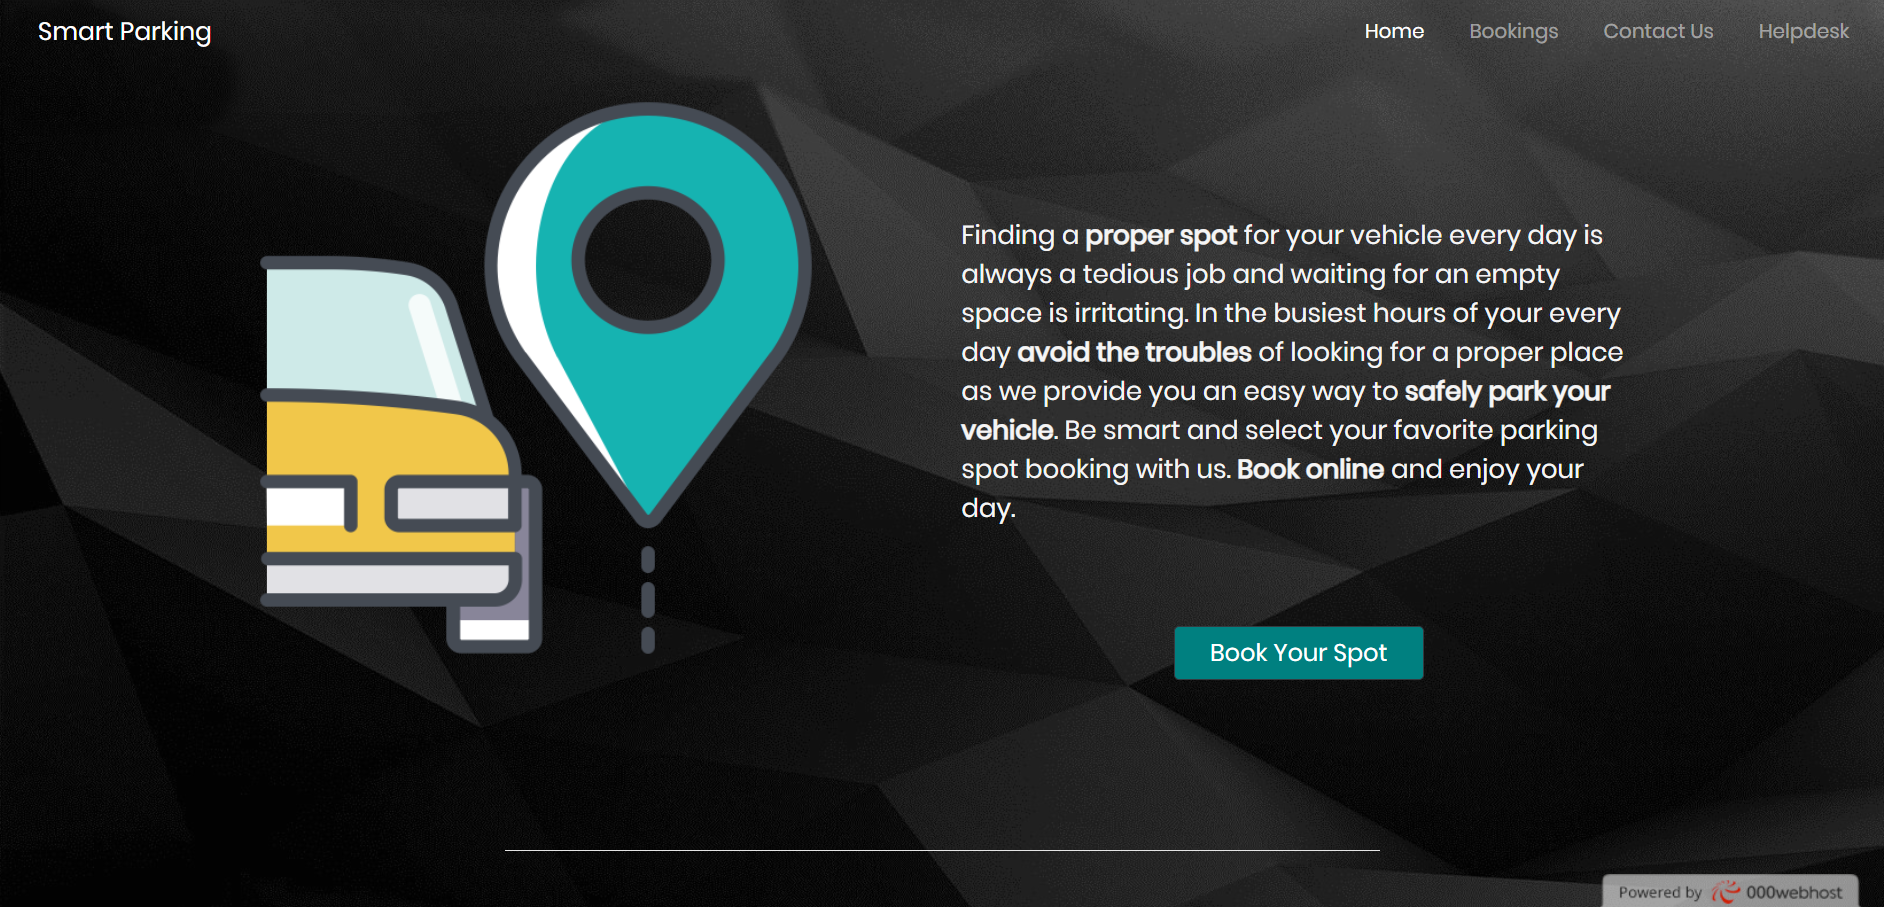 Smart Parking
Home Bookings Contact Us Helpdesk
Finding a proper spot for your vehicle every day is
always a tedious job and waiting for an empty
space is irritating. In the busiest hours of your every
day avoid the troubles of looking for a proper place
as we provide you an easy way to safely park your
vehicle. Be smart and select your favorite parking
spot booking with us. Book online and enjoy your
day.
Book Your Spot
Powered by 000webhost